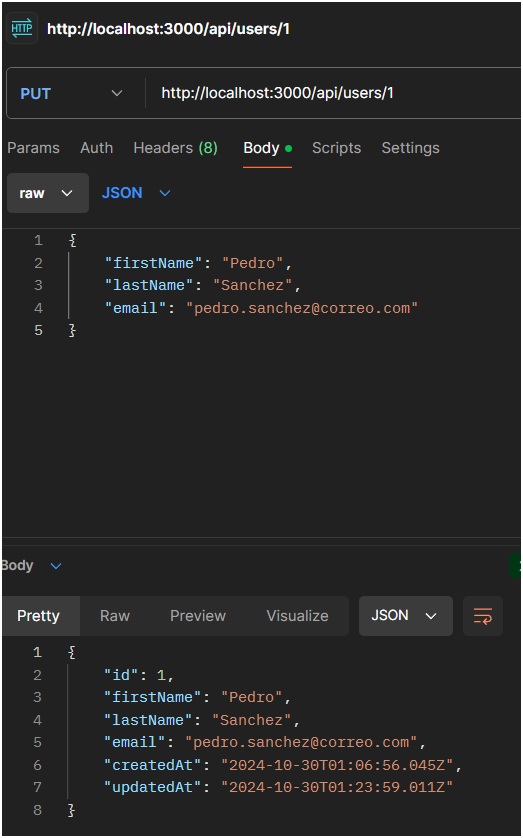 HTTP http://localhost:3000/api/users/1
PUT http://localhost:3000/api/users/1
Params Auth Headers (8) Body Scripts Settings
raw JSON
1 {
2 "firstName": "Pedro",
3 "lastName": "Sanchez",
4 "email": "pedro.sanchez@correo.com"
5 }
Body
Pretty Raw Preview Visualize JSON
1 {
2 "id": 1,
3 "firstName": "Pedro",
4 "lastName": "Sanchez",
5 "email": "pedro.sanchez@correo.com",
6 "createdAt": "2024-10-30T01:06:56.045Z",
7 "updatedAt": "2024-10-30T01:23:59.011Z"
8 }